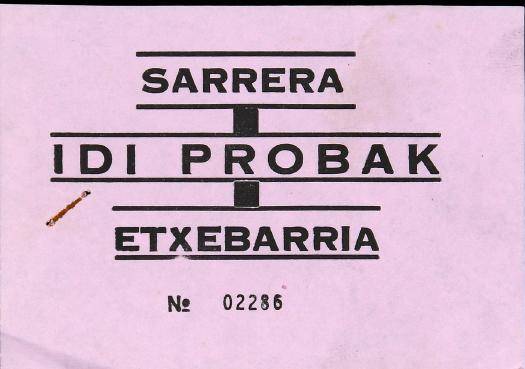 SARRERA
IDI PROBAK
ETXEBARRIA
Nº 02286